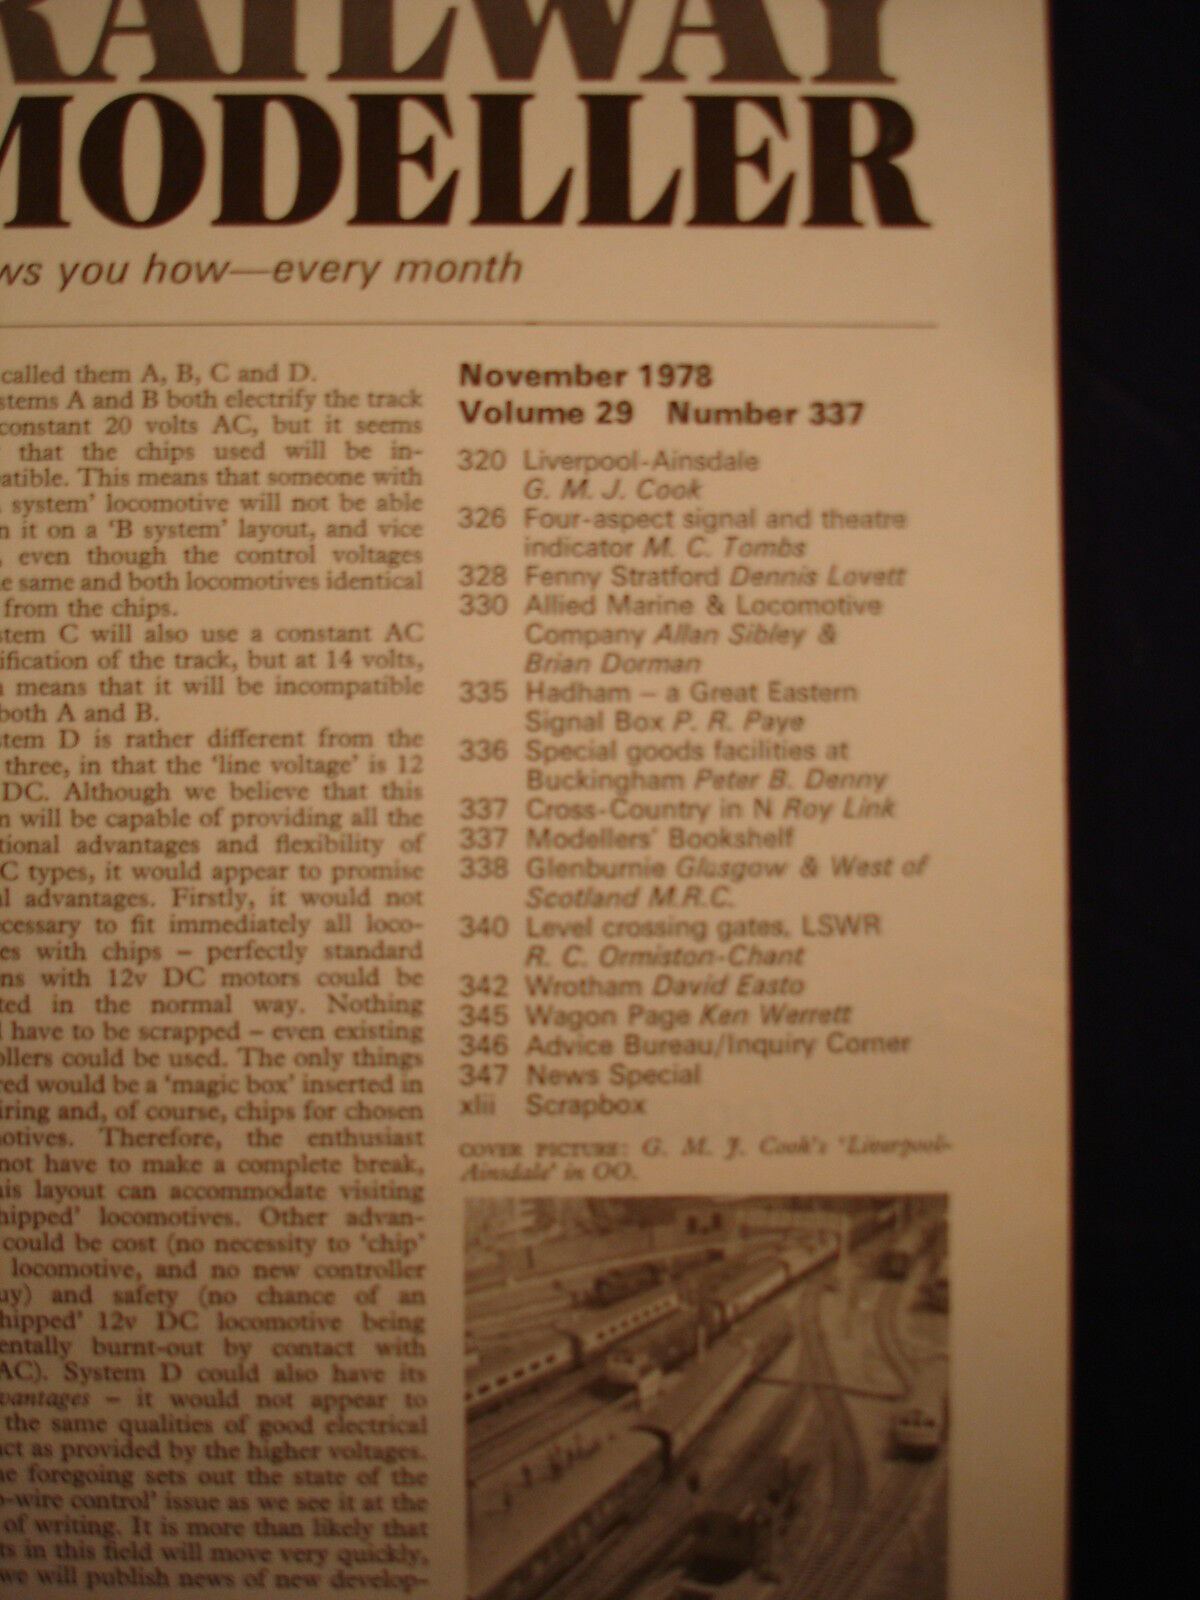 RAILWAY
MODELLER
ws you how—every month
called them A, B, C and D.
stems A and B both electrify the track
constant 20 volts AC, but it seems
that the chips used will be in-
atible. This means that someone with
system' locomotive will not be able
n it on a 'B system' layout, and vice
, even though the control voltages
e same and both locomotives identical
from the chips.
stem C will also use a constant AC
ification of the track, but at 14 volts,
means that it will be incompatible
both A and B.
stem D is rather different from the
three, in that the 'line voltage' is 12
DC. Although we believe that this
n will be capable of providing all the
tional advantages and flexibility of
C types, it would appear to promise
l advantages. Firstly, it would not
cessary to fit immediately all loco-
es with chips – perfectly standard
ns with 12v DC motors could be
ted in the normal way. Nothing
have to be scrapped – even existing
ollers could be used. The only things
red would be a 'magic box' inserted in
iring and, of course, chips for chosen
notives. Therefore, the enthusiast
not have to make a complete break,
his layout can accommodate visiting
hipped' locomotives. Other advan-
could be cost (no necessity to 'chip'
locomotive, and no new controller
uy) and safety (no chance of an
hipped' 12v DC locomotive being
entally burnt-out by contact with
AC). System D could also have its
vantages – it would not appear to
the same qualities of good electrical
act as provided by the higher voltages.
he foregoing sets out the state of the
o-wire control' issue as we see it at the
of writing. It is more than likely that
ts in this field will move very quickly,
we will publish news of new develop-
November 1978
Volume 29 Number 337
320 Liverpool-Ainsdale
G. M. J. Cook
326 Four-aspect signal and theatre
indicator M. C. Tombs
328 Fenny Stratford Dennis Lovett
330 Allied Marine & Locomotive
Company Allan Sibley &
Brian Dorman
335 Hadham – a Great Eastern
Signal Box P. R. Paye
336 Special goods facilities at
Buckingham Peter B. Denny
337 Cross-Country in N Roy Link
337 Modellers' Bookshelf
338 Glenburnie Glasgow & West of
Scotland M.R.C.
340 Level crossing gates, LSWR
R. C. Ormiston-Chant
342 Wrotham David Easto
345 Wagon Page Ken Werrett
346 Advice Bureau/Inquiry Corner
347 News Special
xlii Scrapbox
COVER PICTURE: G. M. J. Cook's 'Liverpool-
Ainsdale' in OO.